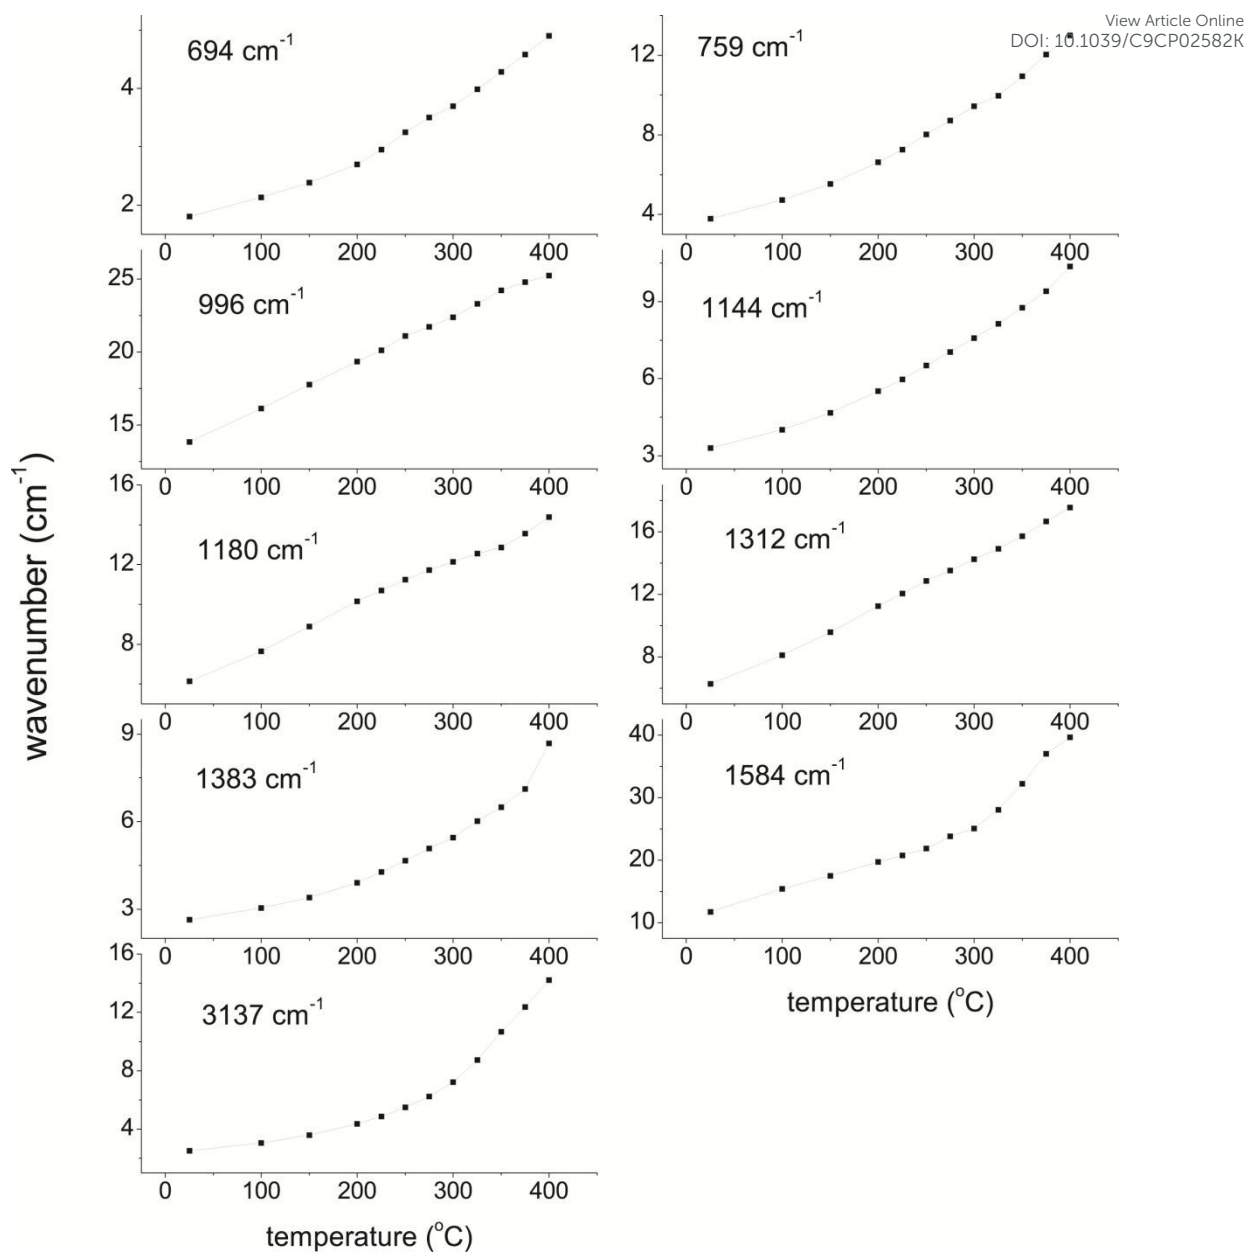 View Article Online
DOI: 10.1039/C9CP02582K
694 cm-1
4
2
0 100 200 300 400
759 cm-1
12
8
4
0 100 200 300 400
996 cm-1
25
20
15
0 100 200 300 400
1144 cm-1
9
6
3
0 100 200 300 400
wavenumber (cm-1)
1180 cm-1
16
12
8
0 100 200 300 400
1312 cm-1
16
12
8
0 100 200 300 400
1383 cm-1
9
6
3
0 100 200 300 400
1584 cm-1
40
30
20
10
0 100 200 300 400
temperature (oC)
3137 cm-1
16
12
8
4
0 100 200 300 400
temperature (oC)